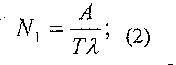 N₁ = A / Tλ; (2)